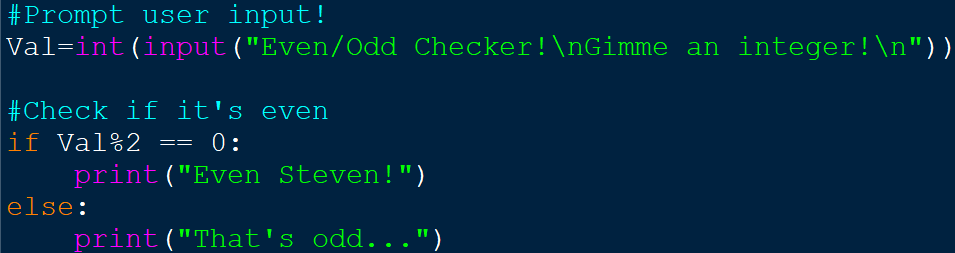 #Prompt user input!
Val=int(input("Even/Odd Checker!\nGimme an integer!\n"))
#Check if it's even
if Val%2 == 0:
    print("Even Steven!")
else:
    print("That's odd...")